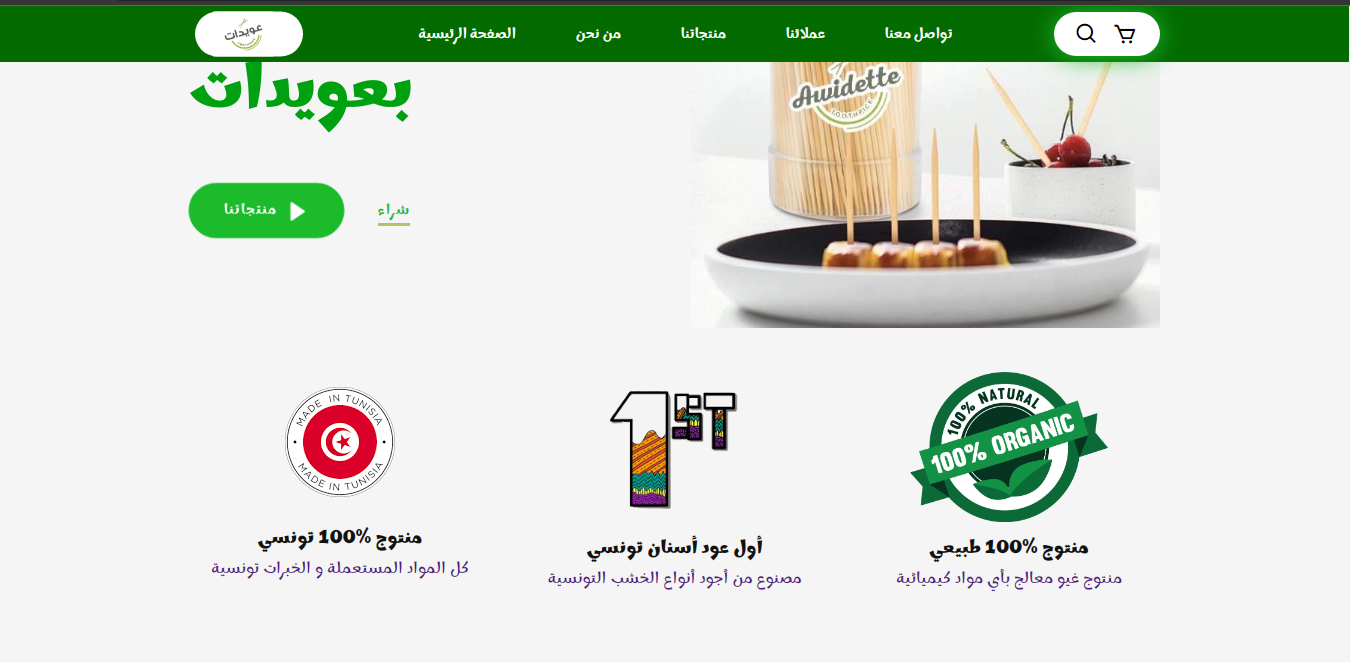 عويدات
الصفحة الرئيسية
من نحن
منتجاتنا
عملائنا
تواصل معنا
بعويدات
منتجاتنا
شراء
Awidette
TOOTHPICK
MADE IN TUNISIA
MADE IN TUNISIA
منتوج 100% تونسي
كل المواد المستعملة و الخبرات تونسية
1ST
أول عود أسنان تونسي
مصنوع من أجود أنواع الخشب التونسية
100% NATURAL
100% ORGANIC
منتوج 100% طبيعي
منتوج غيو معالج بأي مواد كيميائية